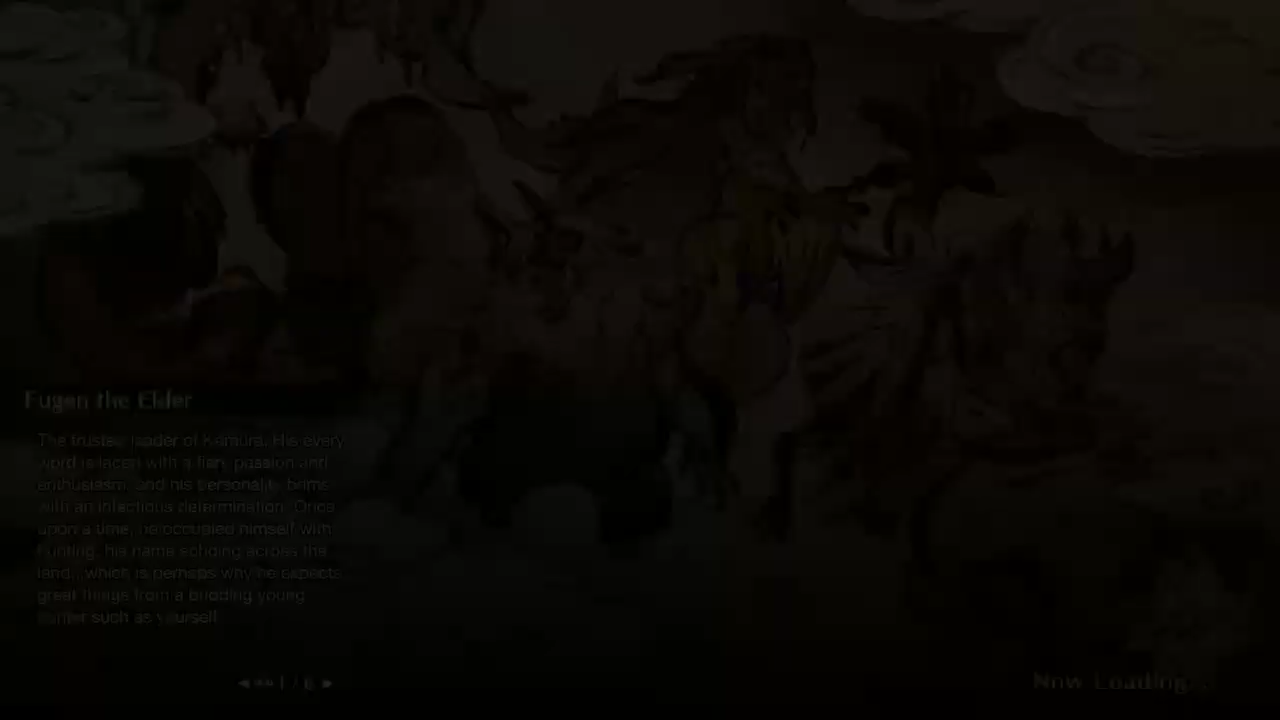 Fugen the Elder
The trusted leader of Kamura. His every
word is laced with a fiery passion and
enthusiasm, and his personality brims
with an infectious determination. Once
upon a time, he occupied himself with
hunting, his name echoing across the
land...which is perhaps why he expects
great things from a budding young
hunter such as yourself.
1 / 6
Now Loading...